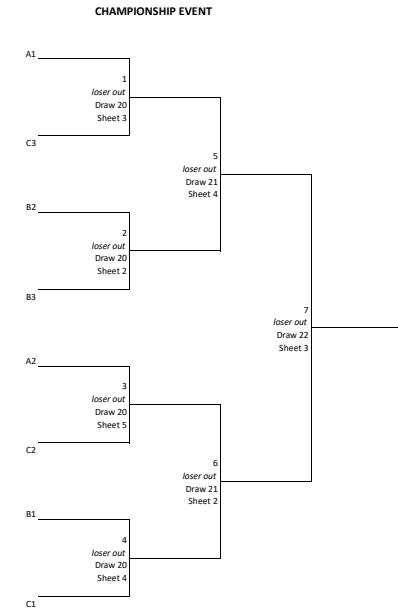 CHAMPIONSHIP EVENT
A1
1
loser out
Draw 20
Sheet 3
C3
5
loser out
Draw 21
Sheet 4
B2
2
loser out
Draw 20
Sheet 2
B3
7
loser out
Draw 22
Sheet 3
A2
3
loser out
Draw 20
Sheet 5
C2
6
loser out
Draw 21
Sheet 2
B1
4
loser out
Draw 20
Sheet 4
C1